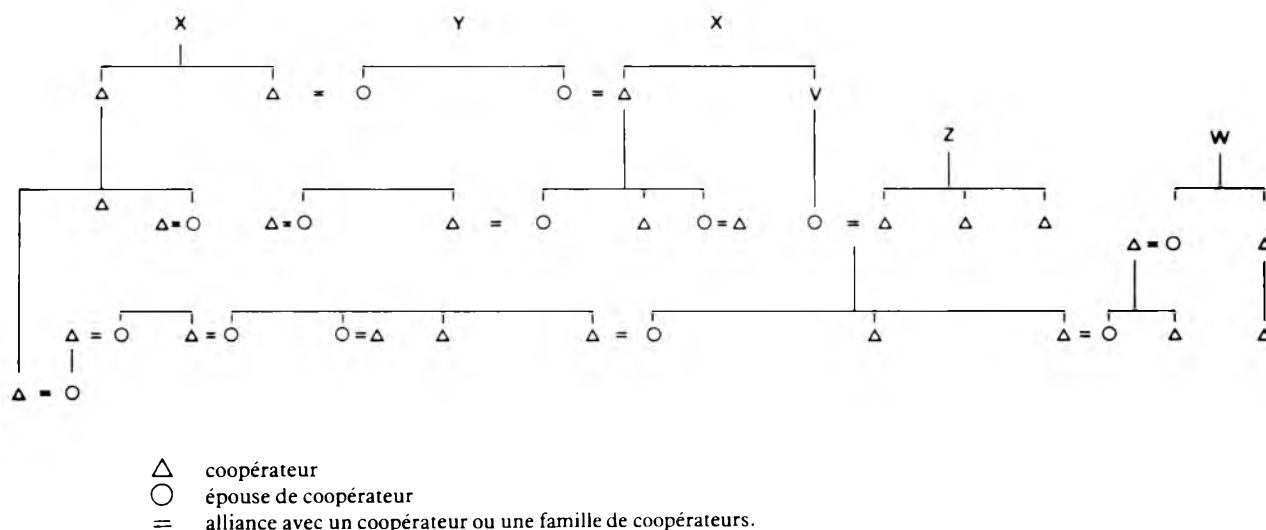 X Y X
V
Z W
△ coopérateur
○ épouse de coopérateur
= alliance avec un coopérateur ou une famille de coopérateurs.